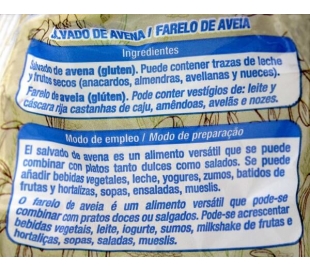 SALVADO DE AVENA / FARELO DE AVEIA
Ingredientes
Salvado de avena (gluten). Puede contener trazas de leche
y frutos secos (anacardos, almendras, avellanas y nueces).
Farelo de aveia (glúten). Pode conter vestígios de: leite y
cáscara rija castanhas de caju, amêndoas, avelãs e nozes.
Modo de empleo / Modo de preparação
El salvado de avena es un alimento versátil que se puede
combinar con platos tanto dulces como salados. Se puede
añadir bebidas vegetales, leche, yogures, zumos, batidos de
frutas y hortalizas, sopas, ensaladas, mueslis.
O farelo de aveia é um alimento versátil que pode-se
combinar com pratos doces ou salgados. Pode-se acrescentar
bebidas vegetais, leite, iogurte, sumos, milkshake de frutas e
hortaliças, sopas, saladas, mueslis.